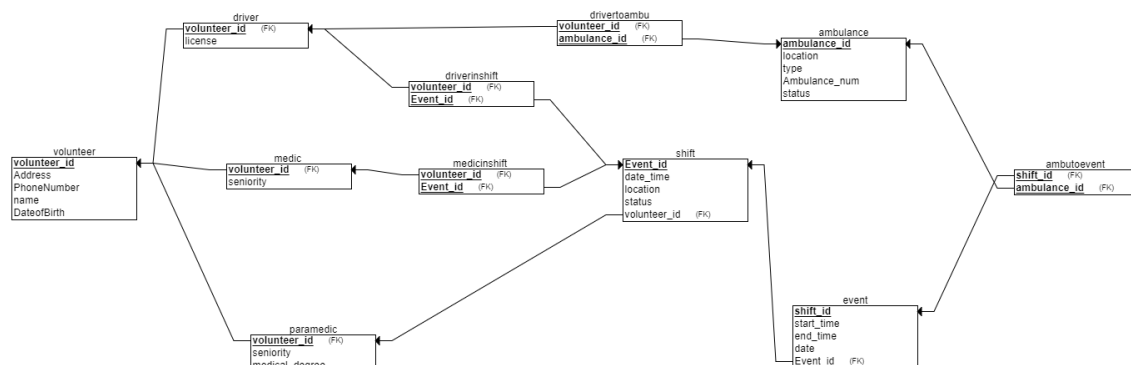 driver
volunteer_id (FK)
license
drivertoambu
volunteer_id (FK)
ambulance_id (FK)
ambulance
ambulance_id
location
type
Ambulance_num
status
driverinshift
volunteer_id (FK)
Event_id (FK)
volunteer
volunteer_id
Address
PhoneNumber
name
DateofBirth
medic
volunteer_id (FK)
seniority
medicinshift
volunteer_id (FK)
Event_id (FK)
shift
Event_id
date_time
location
status
volunteer_id (FK)
ambutoevent
shift_id (FK)
ambulance_id (FK)
event
shift_id
start_time
end_time
date
Event_id (FK)
paramedic
volunteer_id (FK)
seniority
medical_degree